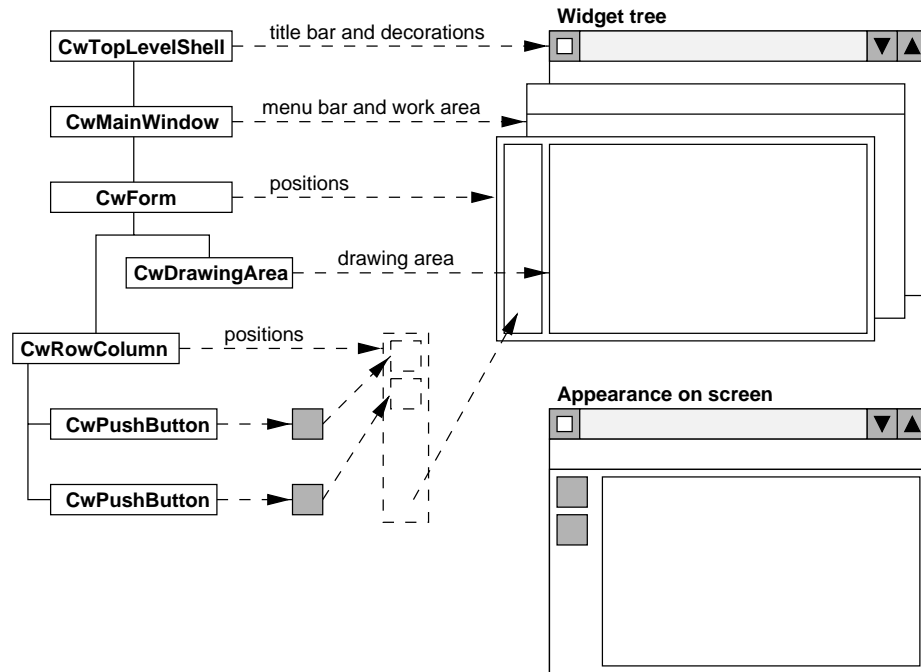 Widget tree
CwTopLevelShell
title bar and decorations
CwMainWindow
menu bar and work area
CwForm
positions
CwDrawingArea
drawing area
CwRowColumn
positions
Appearance on screen
CwPushButton
CwPushButton